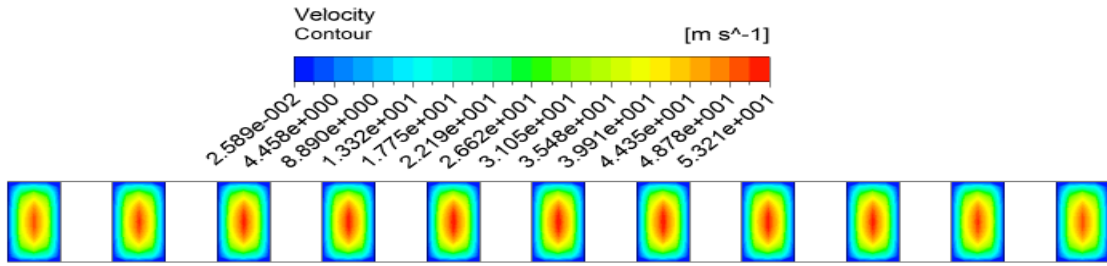 Velocity
Contour [m s^-1]
2.589e-002
4.458e+000
8.890e+000
1.332e+001
1.775e+001
2.219e+001
2.662e+001
3.105e+001
3.548e+001
3.991e+001
4.435e+001
4.878e+001
5.321e+001